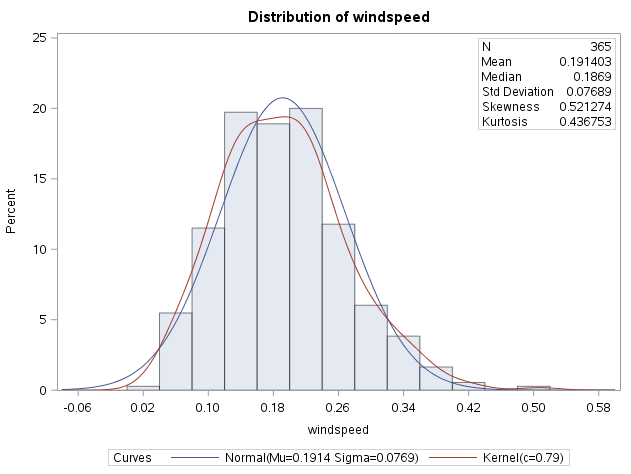 Distribution of windspeed
N 365
Mean 0.191403
Median 0.1869
Std Deviation 0.07689
Skewness 0.521274
Kurtosis 0.436753
Percent
25
20
15
10
5
0
-0.06 0.02 0.10 0.18 0.26 0.34 0.42 0.50 0.58
windspeed
Curves Normal(Mu=0.1914 Sigma=0.0769) Kernel(c=0.79)